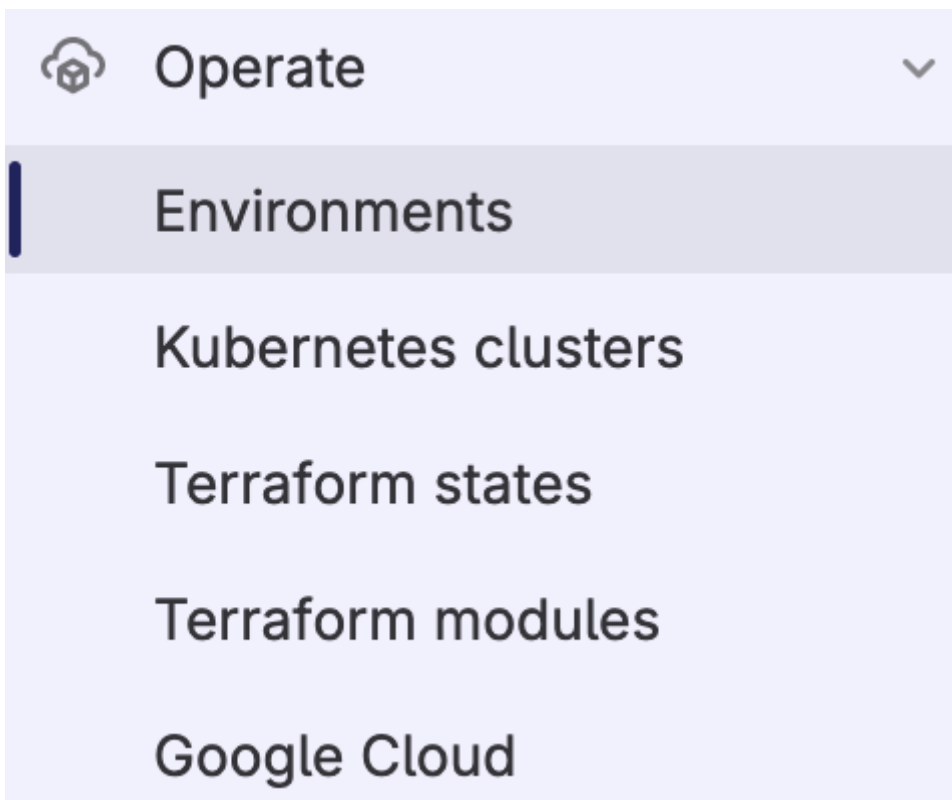 Operate
Environments
Kubernetes clusters
Terraform states
Terraform modules
Google Cloud